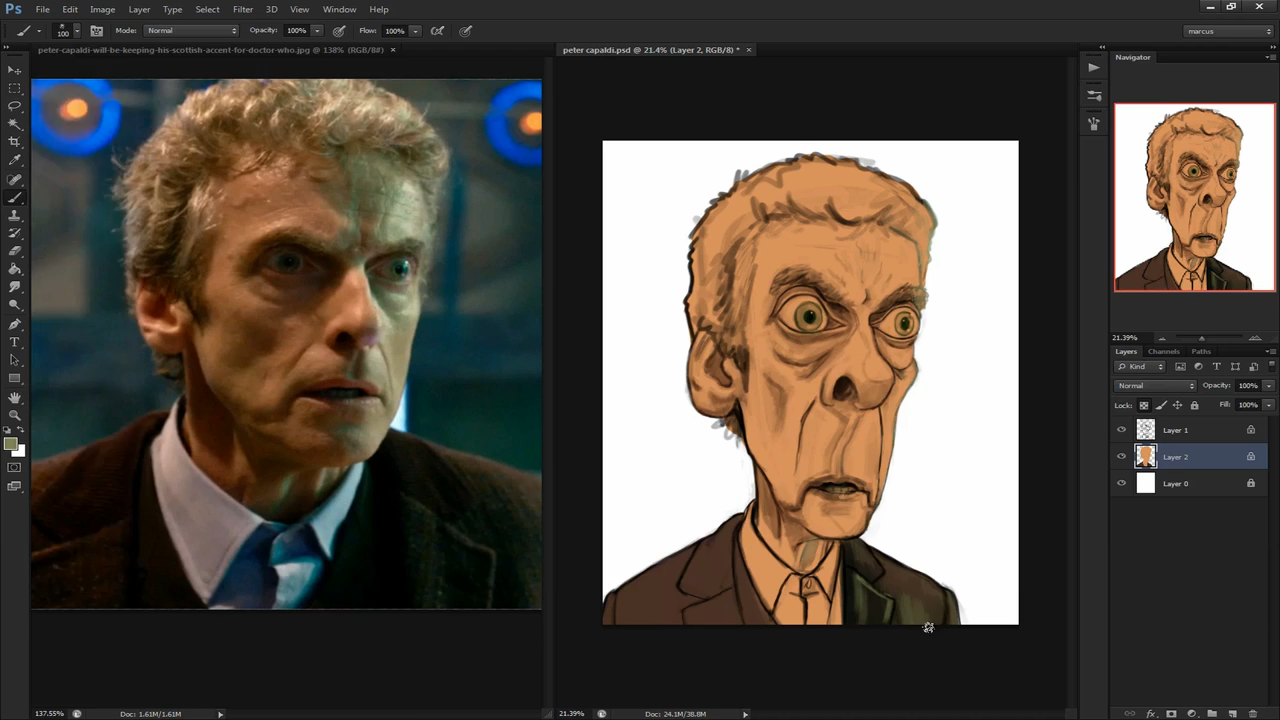 Ps File Edit Image Layer Type Select Filter 3D View Window Help
100 Mode: Normal Opacity: 100% Flow: 100% marcus
peter-capaldi-will-be-keeping-his-scottish-accent-for-doctor-who.jpg @ 138% (RGB/8#) ×
peter capaldi.psd @ 21.4% (Layer 2, RGB/8) * ×
Navigator
21.39%
Layers Channels Paths
Kind
Normal Opacity: 100%
Lock: Fill: 100%
Layer 1
Layer 2
Layer 0
137.55% Doc: 1.61M/1.61M
21.39% Doc: 24.1M/38.8M